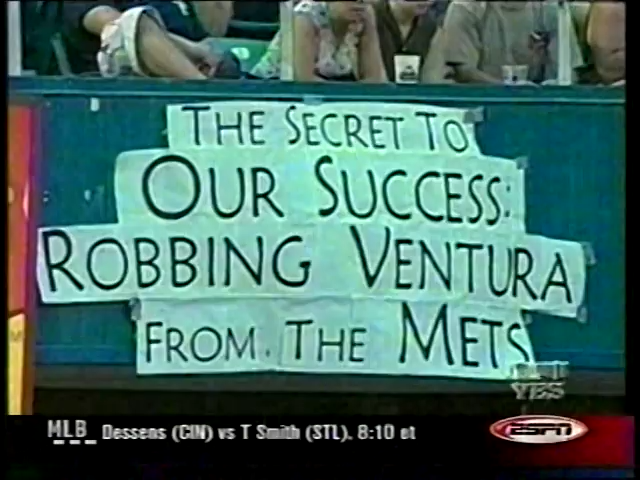 THE SECRET TO
OUR SUCCESS:
ROBBING VENTURA
FROM THE METS
YES
MLB Dessens (CIN) vs T Smith (STL), 8:10 et
ESPN